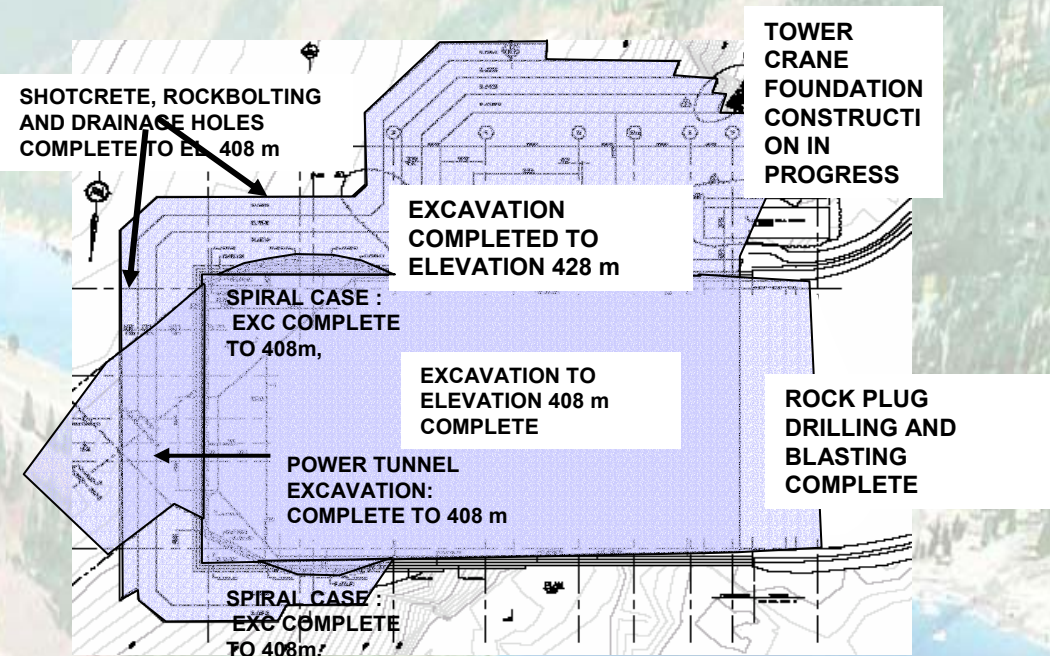 TOWER
CRANE
FOUNDATION
CONSTRUCTI
ON IN
PROGRESS
SHOTCRETE, ROCKBOLTING
AND DRAINAGE HOLES
COMPLETE TO EL. 408 m
EXCAVATION
COMPLETED TO
ELEVATION 428 m
SPIRAL CASE :
EXC COMPLETE
TO 408m,
EXCAVATION TO
ELEVATION 408 m
COMPLETE
ROCK PLUG
DRILLING AND
BLASTING
COMPLETE
POWER TUNNEL
EXCAVATION:
COMPLETE TO 408 m
SPIRAL CASE :
EXC COMPLETE
TO 408m,